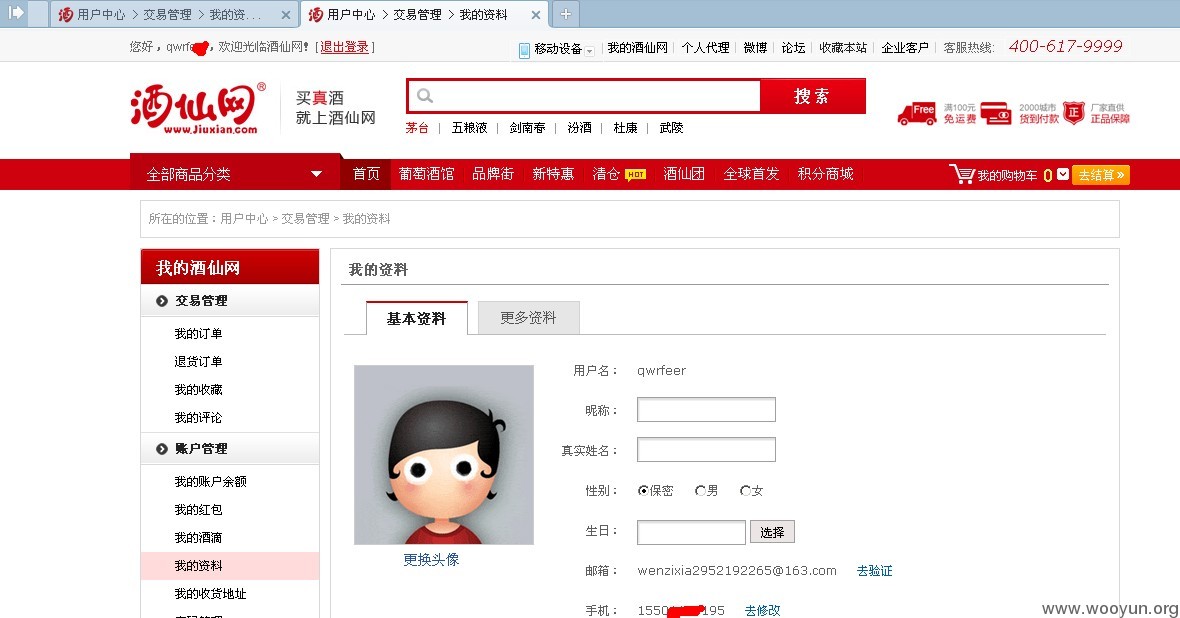 用户中心 > 交易管理 > 我的资... ×
用户中心 > 交易管理 > 我的资料 ×
您好，qwrfe，欢迎光临酒仙网！[退出登录]
移动设备 | 我的酒仙网 | 个人代理 | 微博 | 论坛 | 收藏本站 | 企业客户 | 客服热线: 400-617-9999
酒仙网®
www.Jiuxian.com
买真酒
就上酒仙网
搜索
茅台 | 五粮液 | 剑南春 | 汾酒 | 杜康 | 武陵
Free 满100元 免运费
2000城市 货到付款
正 厂家直供 正品保障
全部商品分类
首页 葡萄酒馆 品牌街 新特惠 清仓 HOT 酒仙团 全球首发 积分商城
我的购物车 0 去结算 »
所在的位置：用户中心 > 交易管理 > 我的资料
我的酒仙网
交易管理
我的订单
退货订单
我的收藏
我的评论
账户管理
我的账户余额
我的红包
我的酒滴
我的资料
我的收货地址
我的资料
基本资料 更多资料
更换头像
用户名： qwrfeer
昵称：
真实姓名：
性别： 保密 男 女
生日： 选择
邮箱： wenzixia2952192265@163.com 去验证
手机： 1550 195 去修改
www.wooyun.org